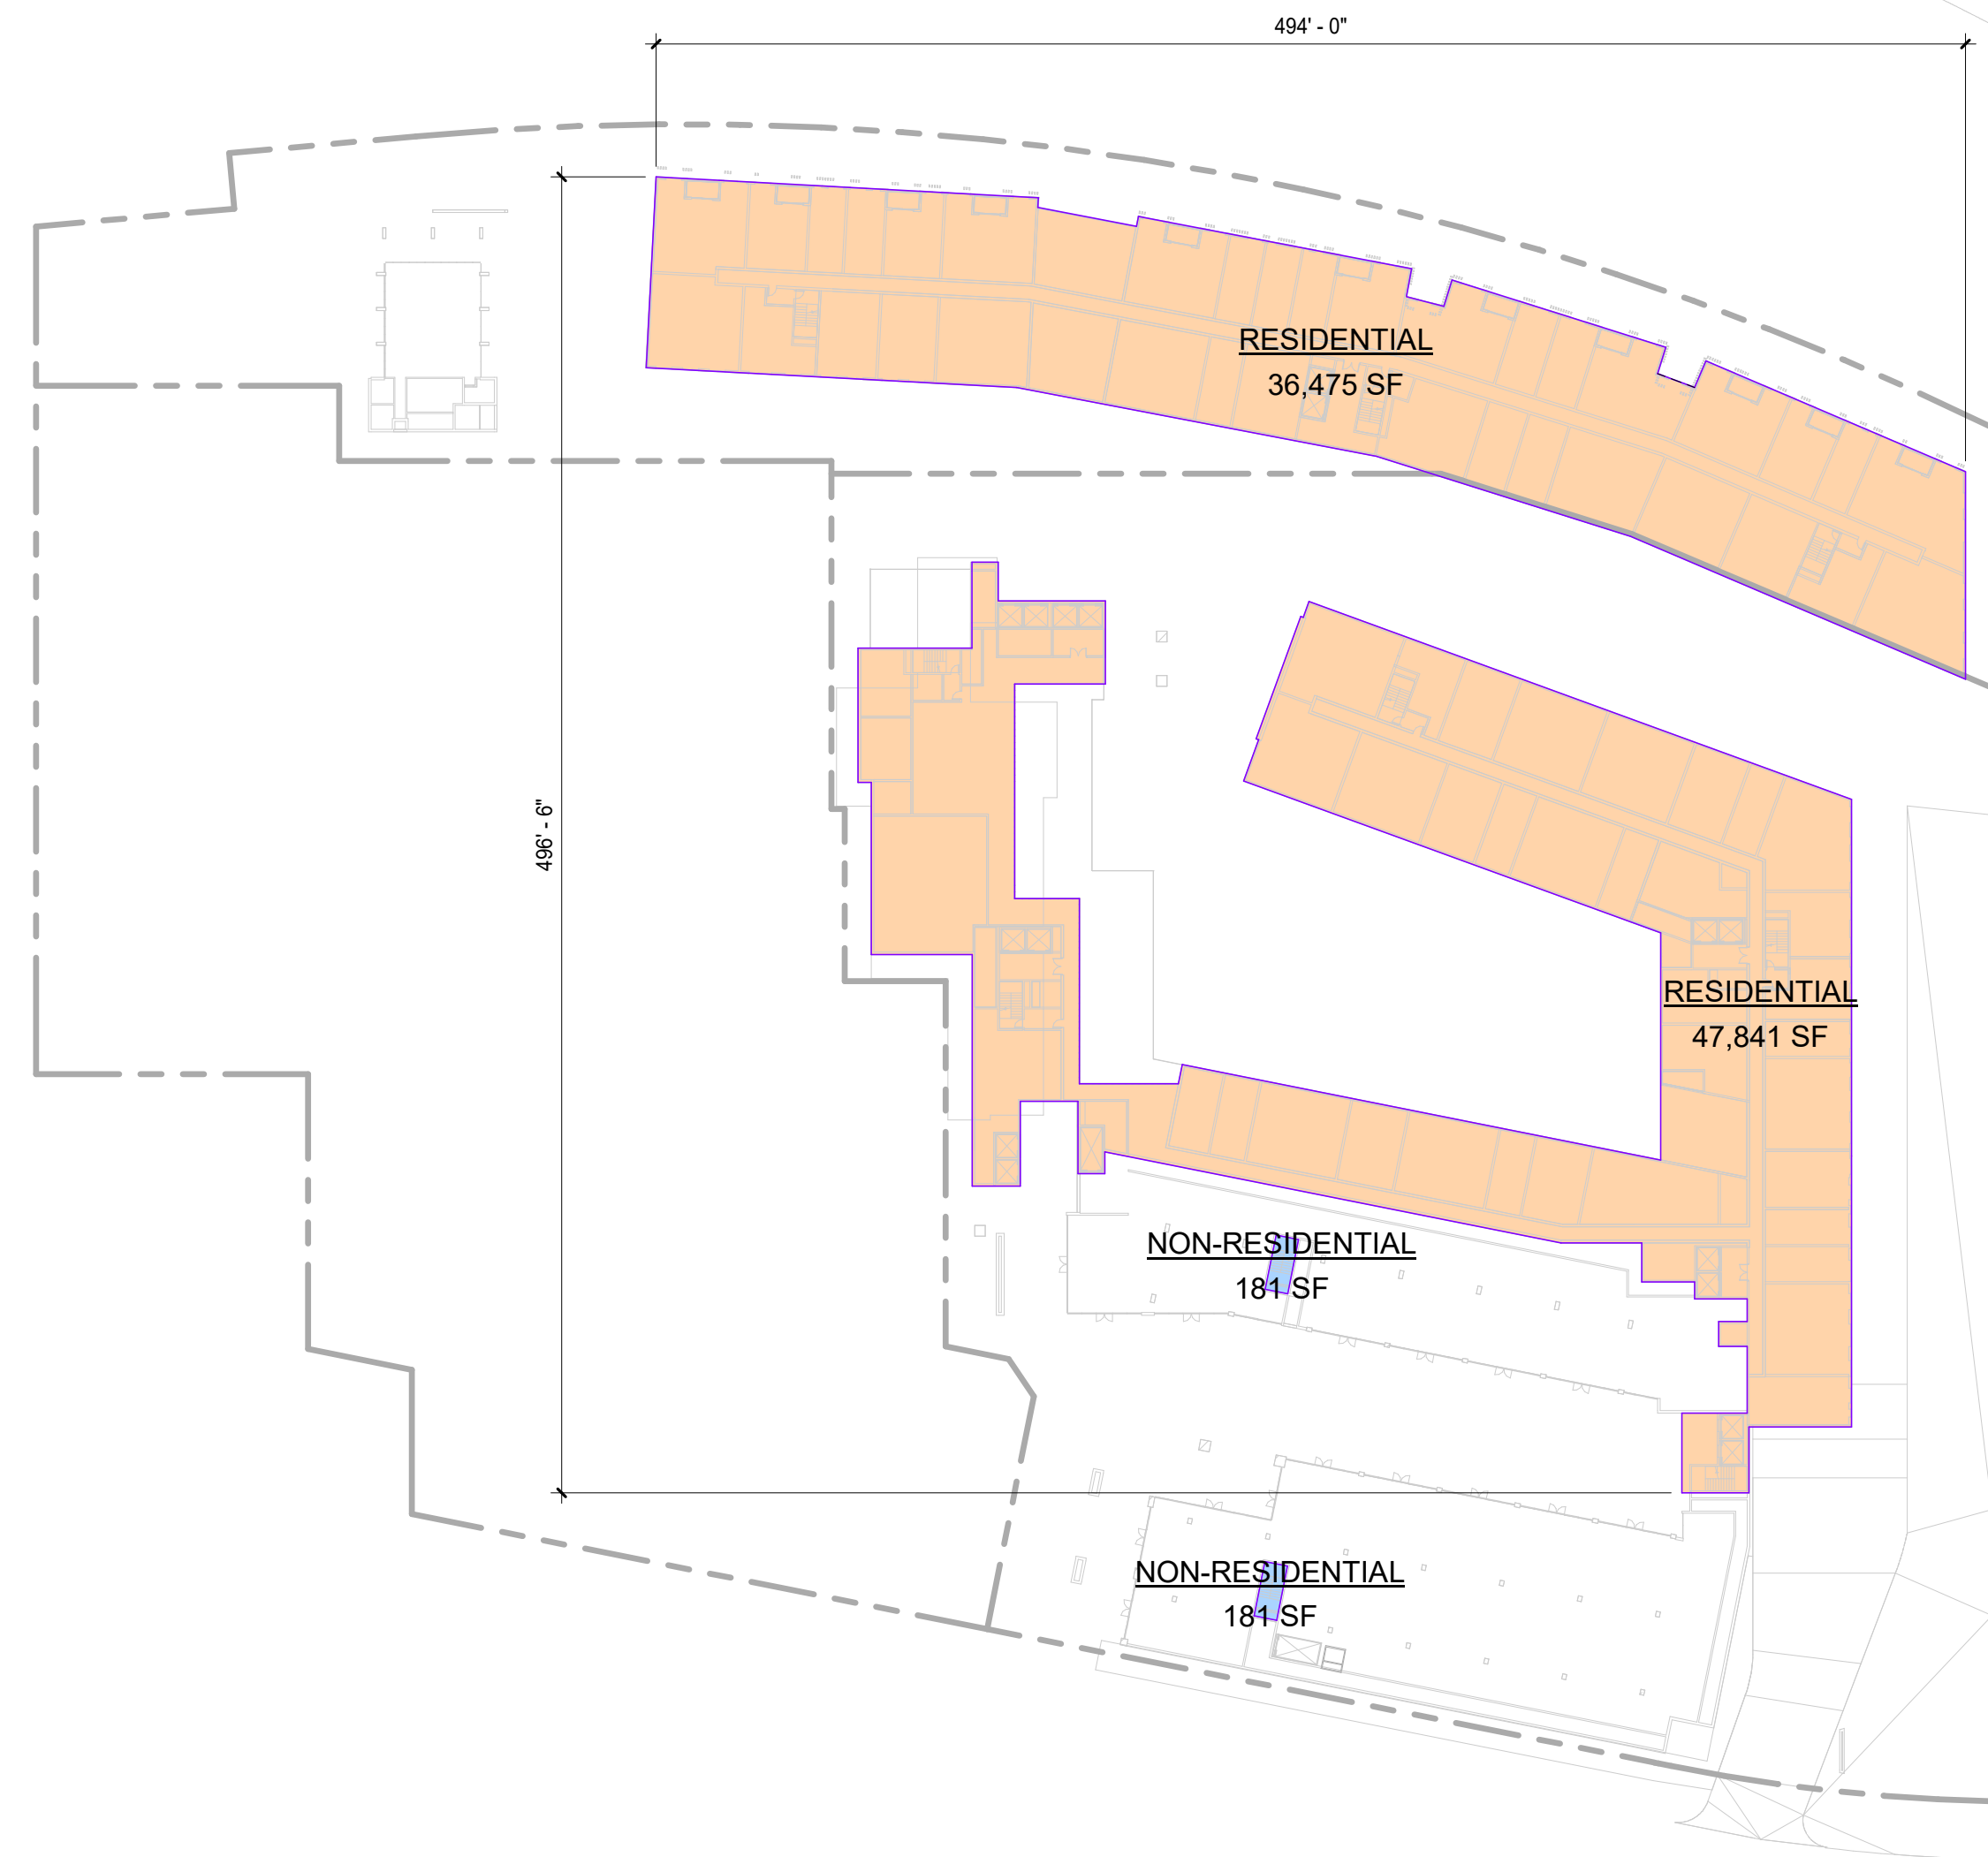 494' - 0"
RESIDENTIAL
36,475 SF
496' - 6"
RESIDENTIAL
47,841 SF
NON-RESIDENTIAL
181 SF
NON-RESIDENTIAL
181 SF